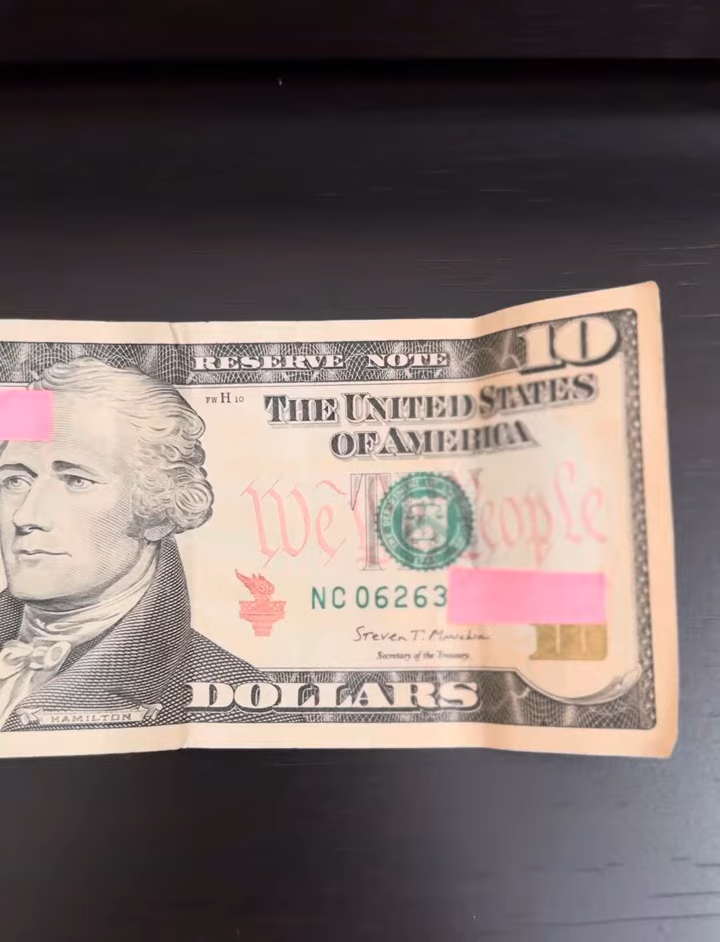 RESERVE NOTE
10
FW H 10
THE UNITED STATES
OF AMERICA
We The People
NC 06263
Steven T. Mnuchin
Secretary of the Treasury.
10
DOLLARS
HAMILTON